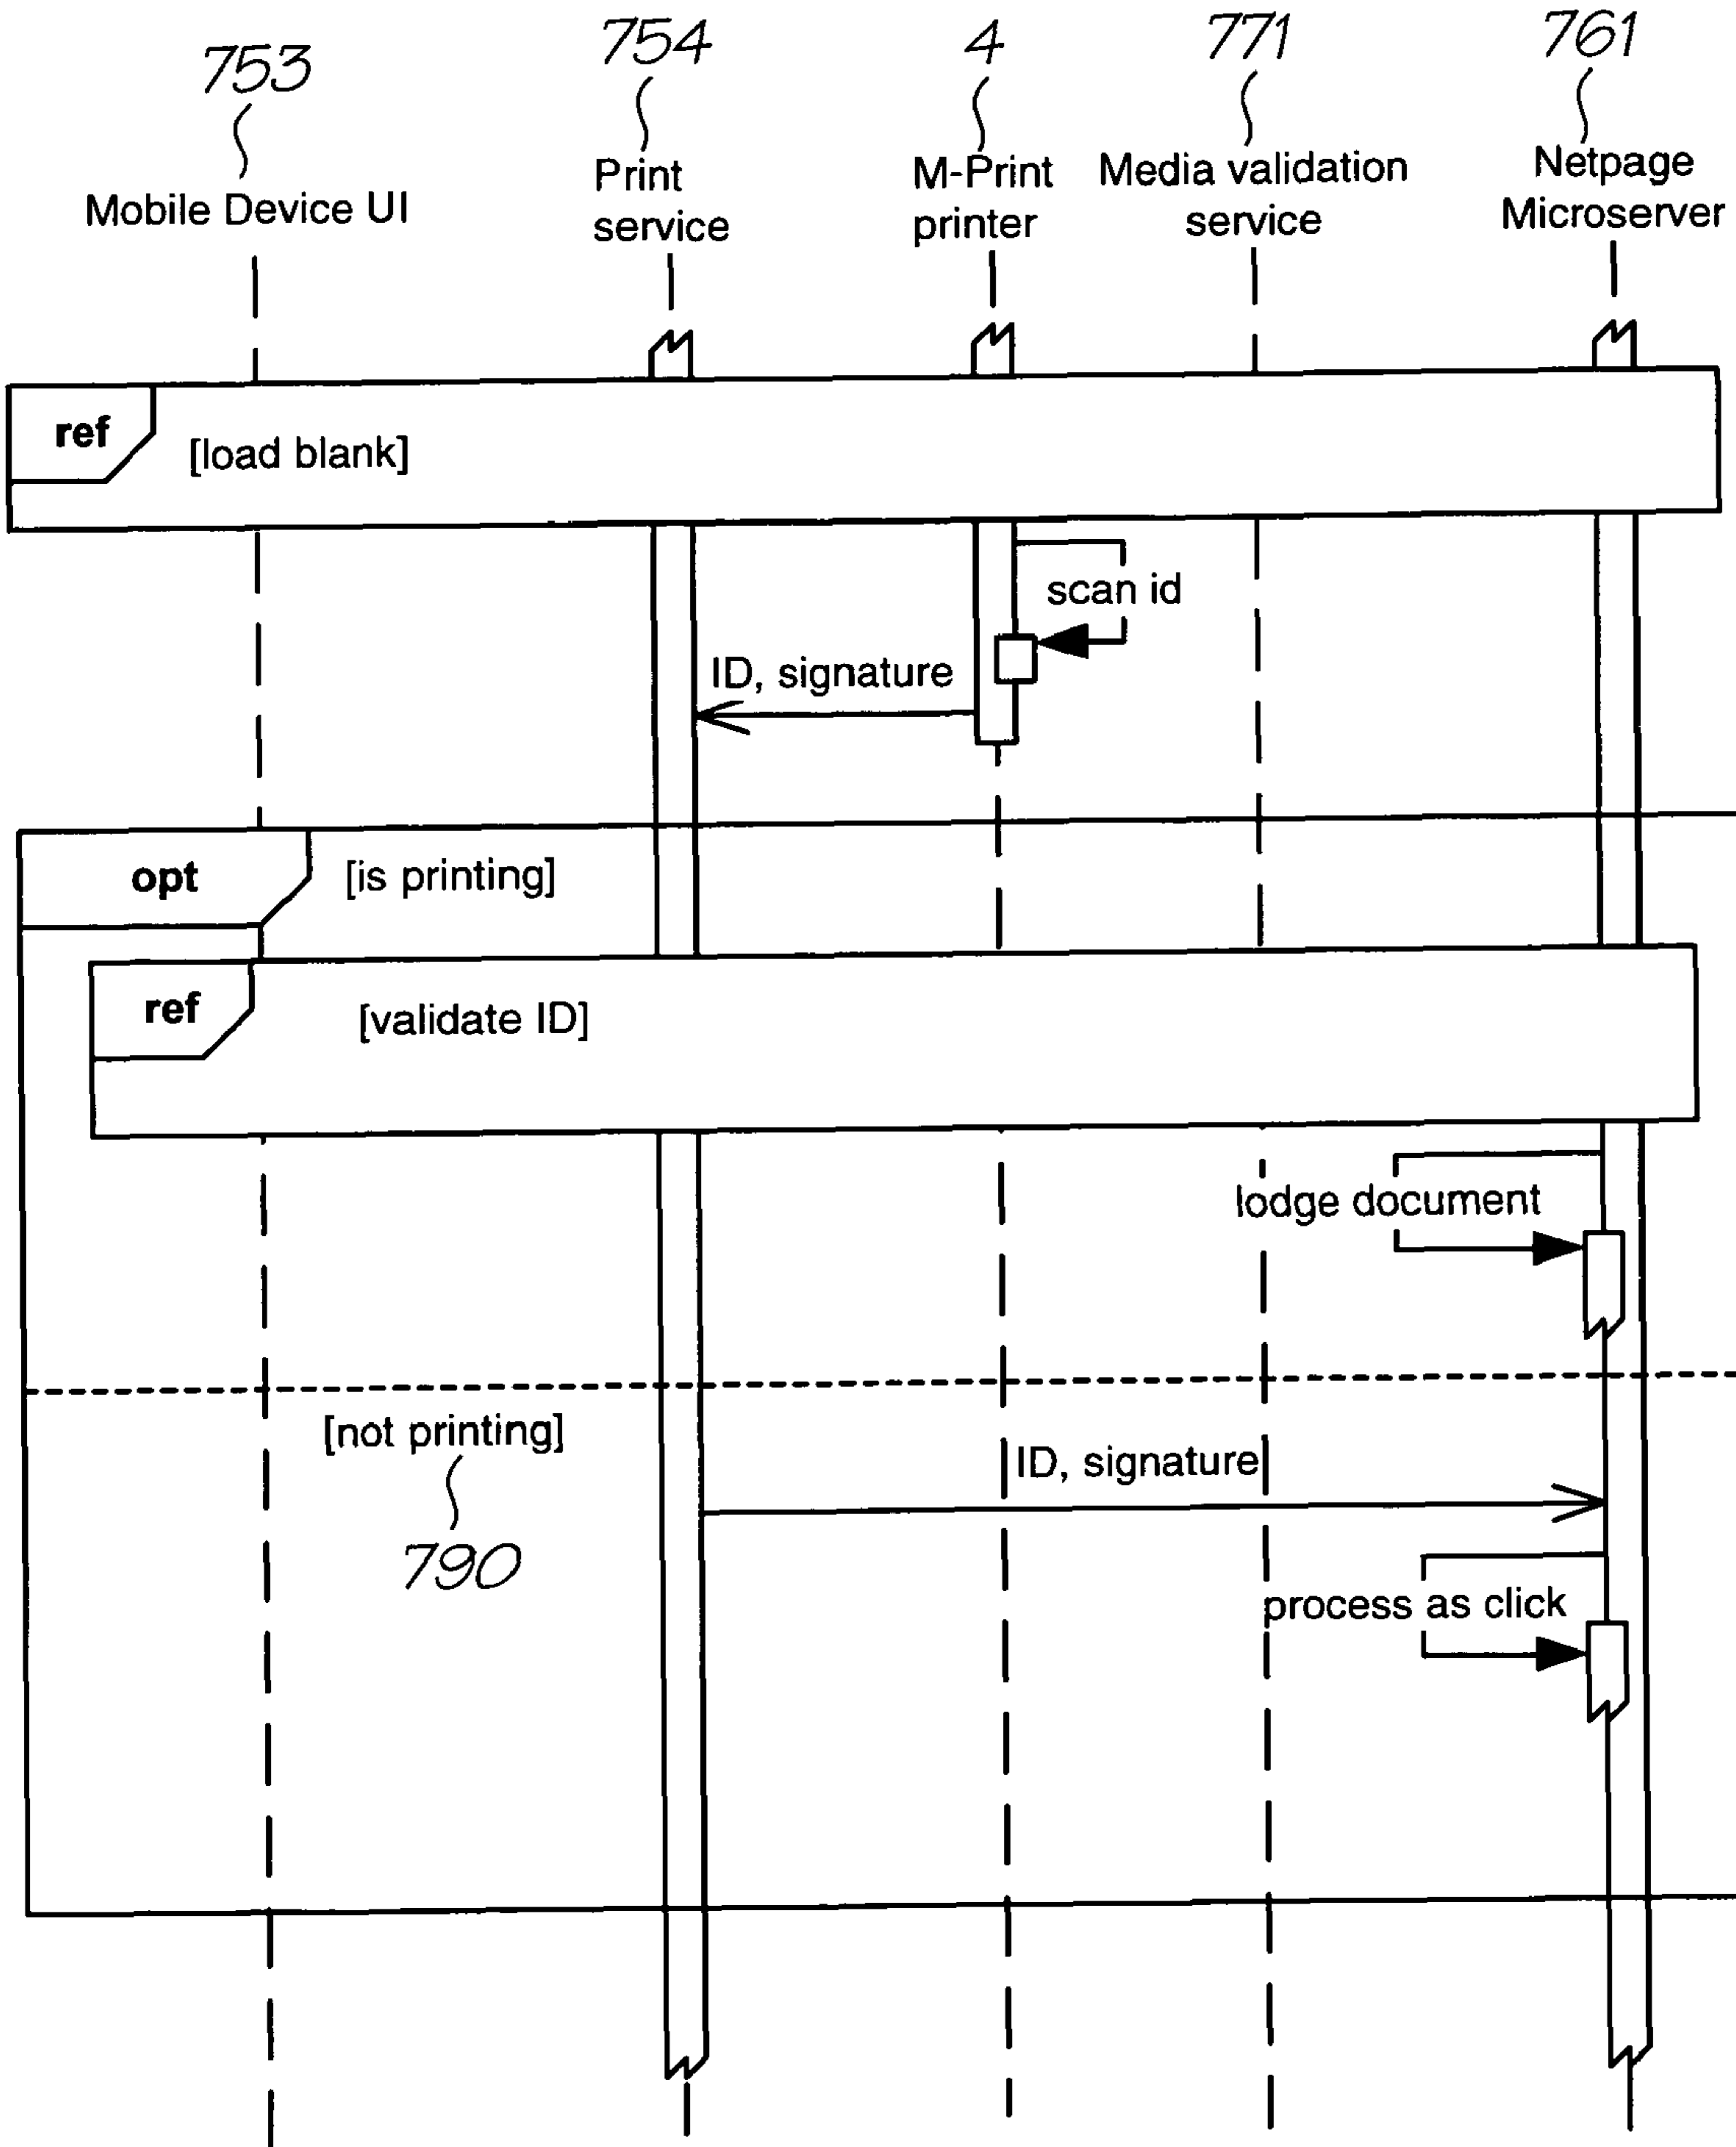 753
754
4
771
761
Mobile Device UI
Print
service
M-Print
printer
Media validation
service
Netpage
Microserver
ref
[load blank]
scan id
ID, signature
opt
[is printing]
ref
[validate ID]
lodge document
[not printing]
ID, signature
790
process as click